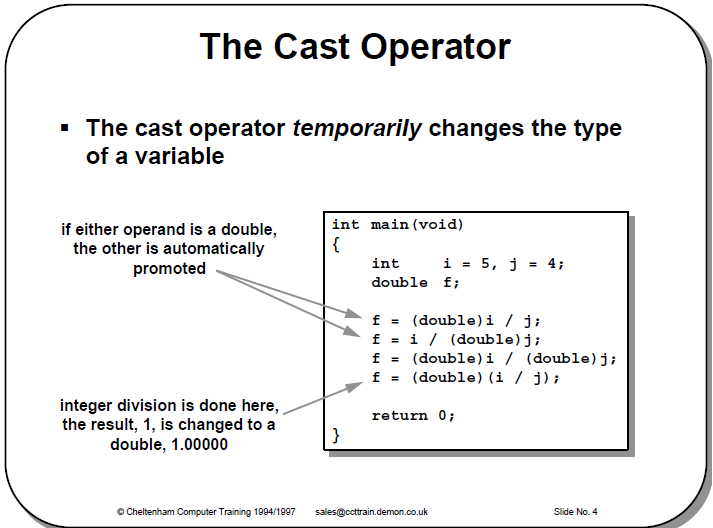 The Cast Operator
▪ The cast operator temporarily changes the type
of a variable
if either operand is a double,
the other is automatically
promoted
int main(void)
{
    int    i = 5, j = 4;
    double f;
    f = (double)i / j;
    f = i / (double)j;
    f = (double)i / (double)j;
    f = (double)(i / j);
    return 0;
}
integer division is done here,
the result, 1, is changed to a
double, 1.00000
© Cheltenham Computer Training 1994/1997 sales@ccttrain.demon.co.uk Slide No. 4